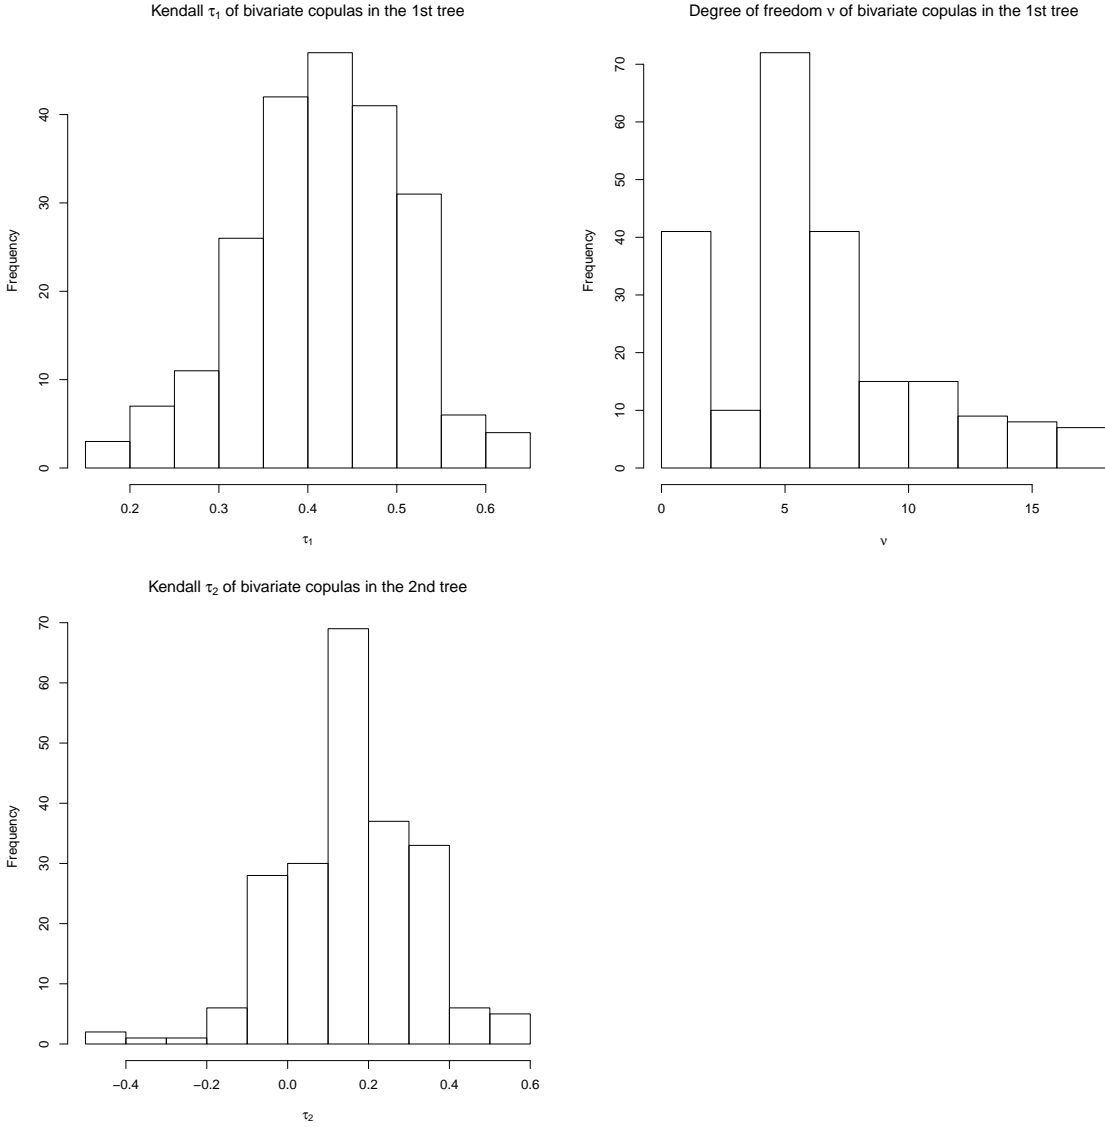 Kendall τ₁ of bivariate copulas in the 1st tree
Frequency
40
30
20
10
0
0.2 0.3 0.4 0.5 0.6
τ₁
Degree of freedom ν of bivariate copulas in the 1st tree
Frequency
70
60
50
40
30
20
10
0
0 5 10 15
ν
Kendall τ₂ of bivariate copulas in the 2nd tree
Frequency
70
60
50
40
30
20
10
0
−0.4 −0.2 0.0 0.2 0.4 0.6
τ₂